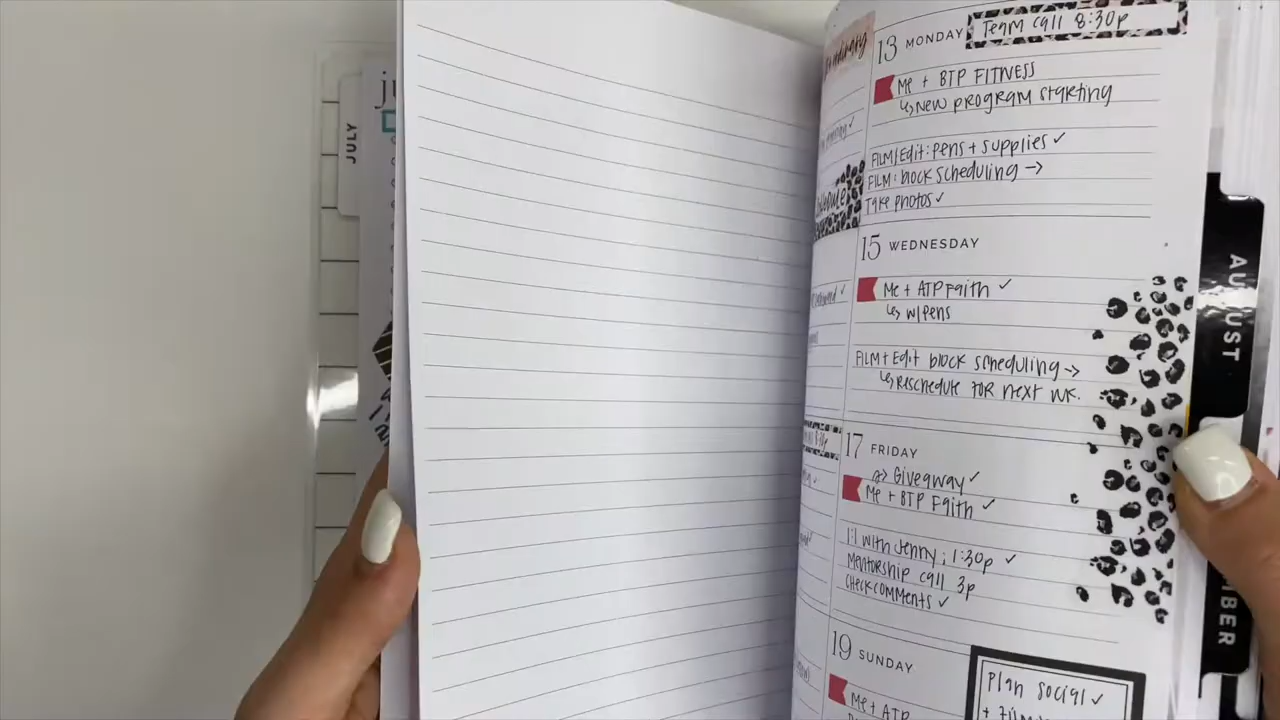 JULY
13 MONDAY
Team call 8:30p
Me + BTP FITNESS
↳ New program starting
FILM/Edit: pens + supplies ✓
FILM: block scheduling →
Take photos ✓
15 WEDNESDAY
Me + ATP Faith ✓
↳ w/pens
FILM + Edit block scheduling →
↳ Reschedule for next wk.
17 FRIDAY
Giveaway ✓
Me + BTP Faith ✓
1:1 with Jenny; 1:30p ✓
Mentorship call 3p
Check comments ✓
19 SUNDAY
Me + ATP
Plan social ✓
AUGUST
MBER